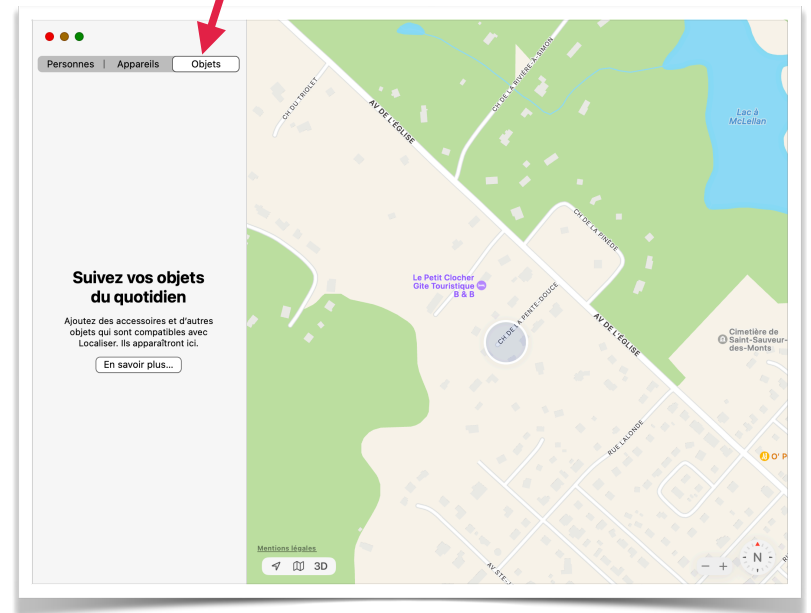 Personnes | Appareils Objets
Suivez vos objets
du quotidien
Ajoutez des accessoires et d'autres
objets qui sont compatibles avec
Localiser. Ils apparaîtront ici.
En savoir plus...
CH DU TRIOLET
AV DE L'ÉGLISE
CH DE LA RIVIÈRE-À-SIMON
Lac à
McLellan
CH DE LA PINÈDE
Le Petit Clocher
Gite Touristique
B & B
CH DE LA PENTE-DOUCE
AV DE L'ÉGLISE
Cimetière de
Saint-Sauveur-
des-Monts
RUE LALONDE
O' P
AV STE-
Mentions légales
3D
- N -
− +